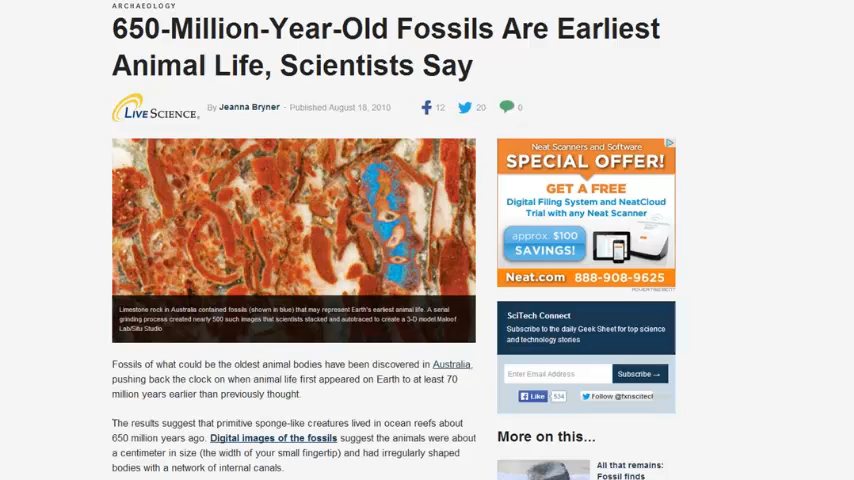 ARCHAEOLOGY
650-Million-Year-Old Fossils Are Earliest
Animal Life, Scientists Say
LIVESCIENCE.
By Jeanna Bryner - Published August 18, 2010
12
20
0
Limestone rock in Australia contained fossils (shown in blue) that may represent Earth's earliest animal life. A serial
grinding process created nearly 500 such images that scientists stacked and autotraced to create a 3-D model.Maloof
Lab/Situ Studio
Fossils of what could be the oldest animal bodies have been discovered in Australia,
pushing back the clock on when animal life first appeared on Earth to at least 70
million years earlier than previously thought.
The results suggest that primitive sponge-like creatures lived in ocean reefs about
650 million years ago. Digital images of the fossils suggest the animals were about
a centimeter in size (the width of your small fingertip) and had irregularly shaped
bodies with a network of internal canals.
Neat Scanners and Software
SPECIAL OFFER!
GET A FREE
Digital Filing System and NeatCloud
Trial with any Neat Scanner
approx. $100
SAVINGS!
Neat.com 888-908-9625
ADVERTISEMENT
SciTech Connect
Subscribe to the daily Geek Sheet for top science
and technology stories
Enter Email Address
Subscribe →
Like 534
Follow @fxnscitech
More on this...
All that remains:
Fossil finds